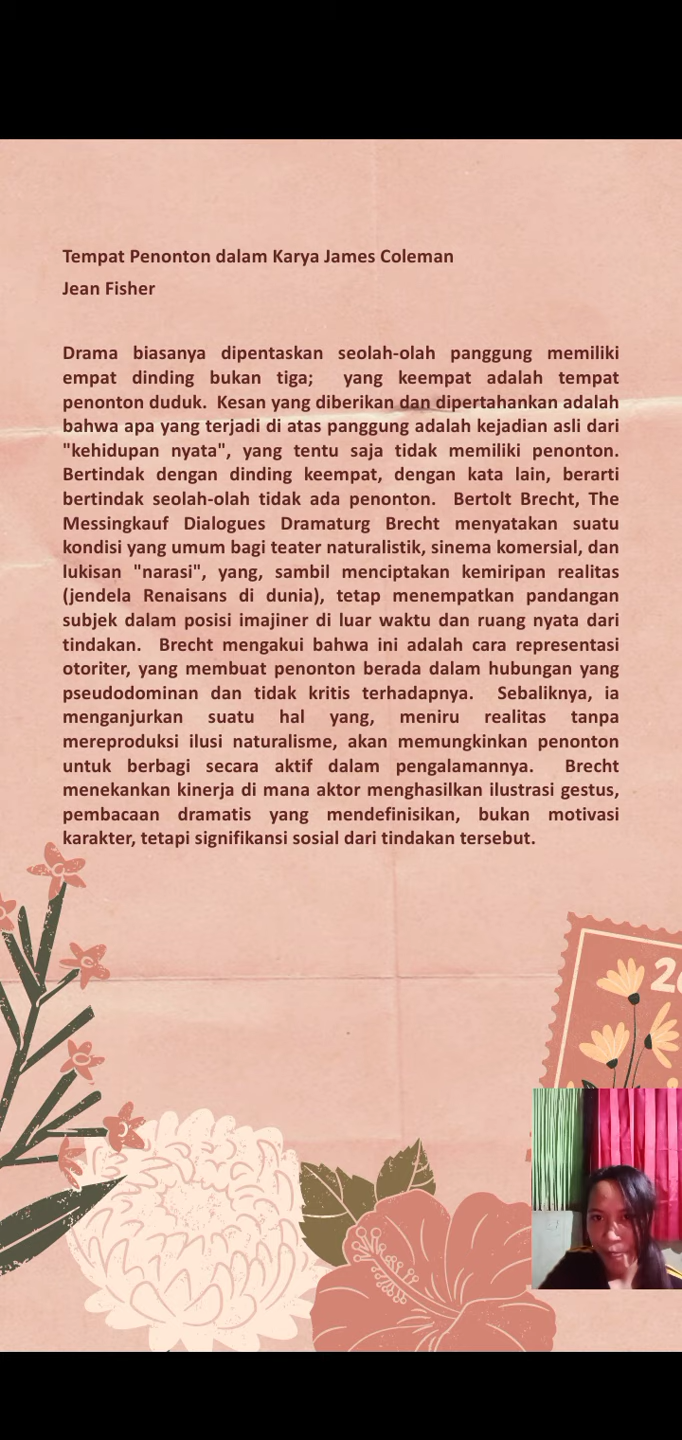 Tempat Penonton dalam Karya James Coleman
Jean Fisher
Drama biasanya dipentaskan seolah-olah panggung memiliki
empat dinding bukan tiga; yang keempat adalah tempat
penonton duduk. Kesan yang diberikan dan dipertahankan adalah
bahwa apa yang terjadi di atas panggung adalah kejadian asli dari
"kehidupan nyata", yang tentu saja tidak memiliki penonton.
Bertindak dengan dinding keempat, dengan kata lain, berarti
bertindak seolah-olah tidak ada penonton. Bertolt Brecht, The
Messingkauf Dialogues Dramaturg Brecht menyatakan suatu
kondisi yang umum bagi teater naturalistik, sinema komersial, dan
lukisan "narasi", yang, sambil menciptakan kemiripan realitas
(jendela Renaisans di dunia), tetap menempatkan pandangan
subjek dalam posisi imajiner di luar waktu dan ruang nyata dari
tindakan. Brecht mengakui bahwa ini adalah cara representasi
otoriter, yang membuat penonton berada dalam hubungan yang
pseudodominan dan tidak kritis terhadapnya. Sebaliknya, ia
menganjurkan suatu hal yang, meniru realitas tanpa
mereproduksi ilusi naturalisme, akan memungkinkan penonton
untuk berbagi secara aktif dalam pengalamannya. Brecht
menekankan kinerja di mana aktor menghasilkan ilustrasi gestus,
pembacaan dramatis yang mendefinisikan, bukan motivasi
karakter, tetapi signifikansi sosial dari tindakan tersebut.